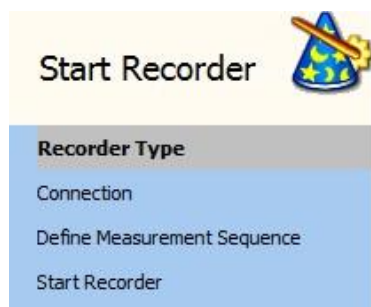 Start Recorder
Recorder Type
Connection
Define Measurement Sequence
Start Recorder